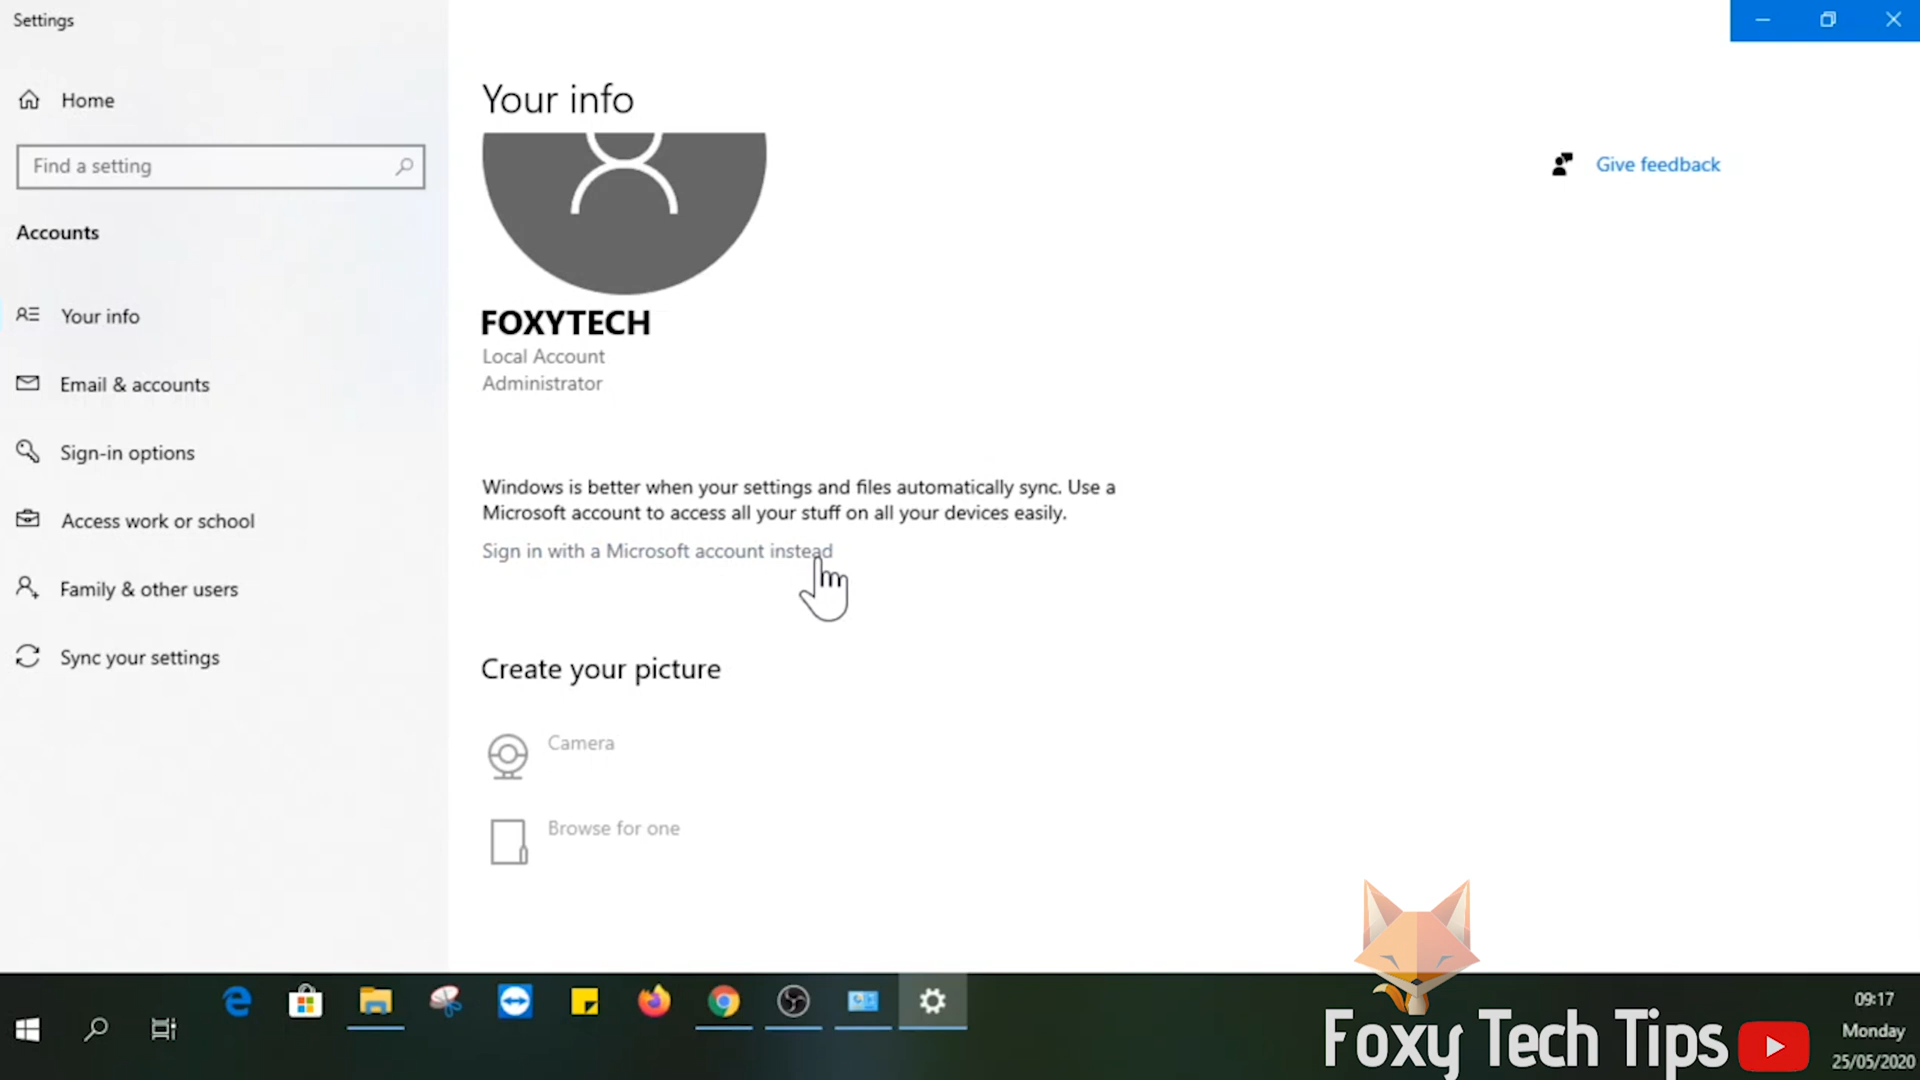 Settings
Home
Find a setting
Accounts
Your info
Email & accounts
Sign-in options
Access work or school
Family & other users
Sync your settings
Your info
Give feedback
FOXYTECH
Local Account
Administrator
Windows is better when your settings and files automatically sync. Use a
Microsoft account to access all your stuff on all your devices easily.
Sign in with a Microsoft account instead
Create your picture
Camera
Browse for one
Foxy Tech Tips
09:17
Monday
25/05/2020